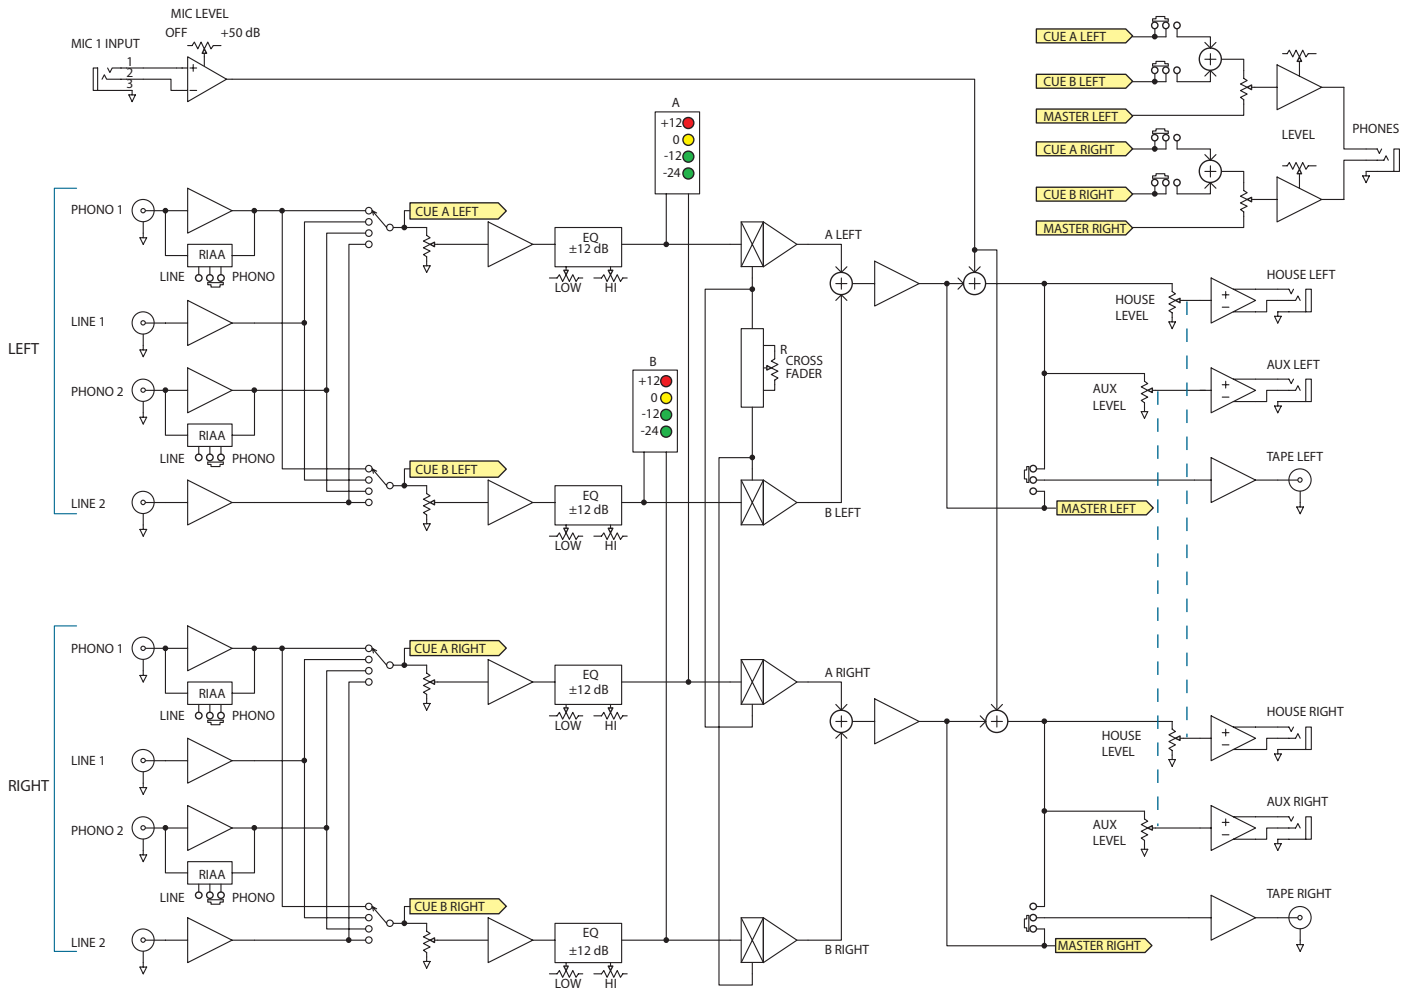 MIC LEVEL
OFF
+50 dB
MIC 1 INPUT
1
2
3
+
−
A
+12
0
-12
-24
CUE A LEFT
CUE B LEFT
MASTER LEFT
CUE A RIGHT
CUE B RIGHT
MASTER RIGHT
LEVEL
PHONES
LEFT
PHONO 1
RIAA
LINE
PHONO
LINE 1
PHONO 2
RIAA
LINE
PHONO
LINE 2
CUE A LEFT
EQ
±12 dB
LOW
HI
B
+12
0
-12
-24
CUE B LEFT
EQ
±12 dB
LOW
HI
A LEFT
R
CROSS
FADER
B LEFT
HOUSE
LEVEL
+
−
HOUSE LEFT
AUX
LEVEL
+
−
AUX LEFT
TAPE LEFT
MASTER LEFT
RIGHT
PHONO 1
RIAA
LINE
PHONO
LINE 1
PHONO 2
RIAA
LINE
PHONO
LINE 2
CUE A RIGHT
EQ
±12 dB
LOW
HI
CUE B RIGHT
EQ
±12 dB
LOW
HI
A RIGHT
B RIGHT
HOUSE
LEVEL
+
−
HOUSE RIGHT
AUX
LEVEL
+
−
AUX RIGHT
TAPE RIGHT
MASTER RIGHT